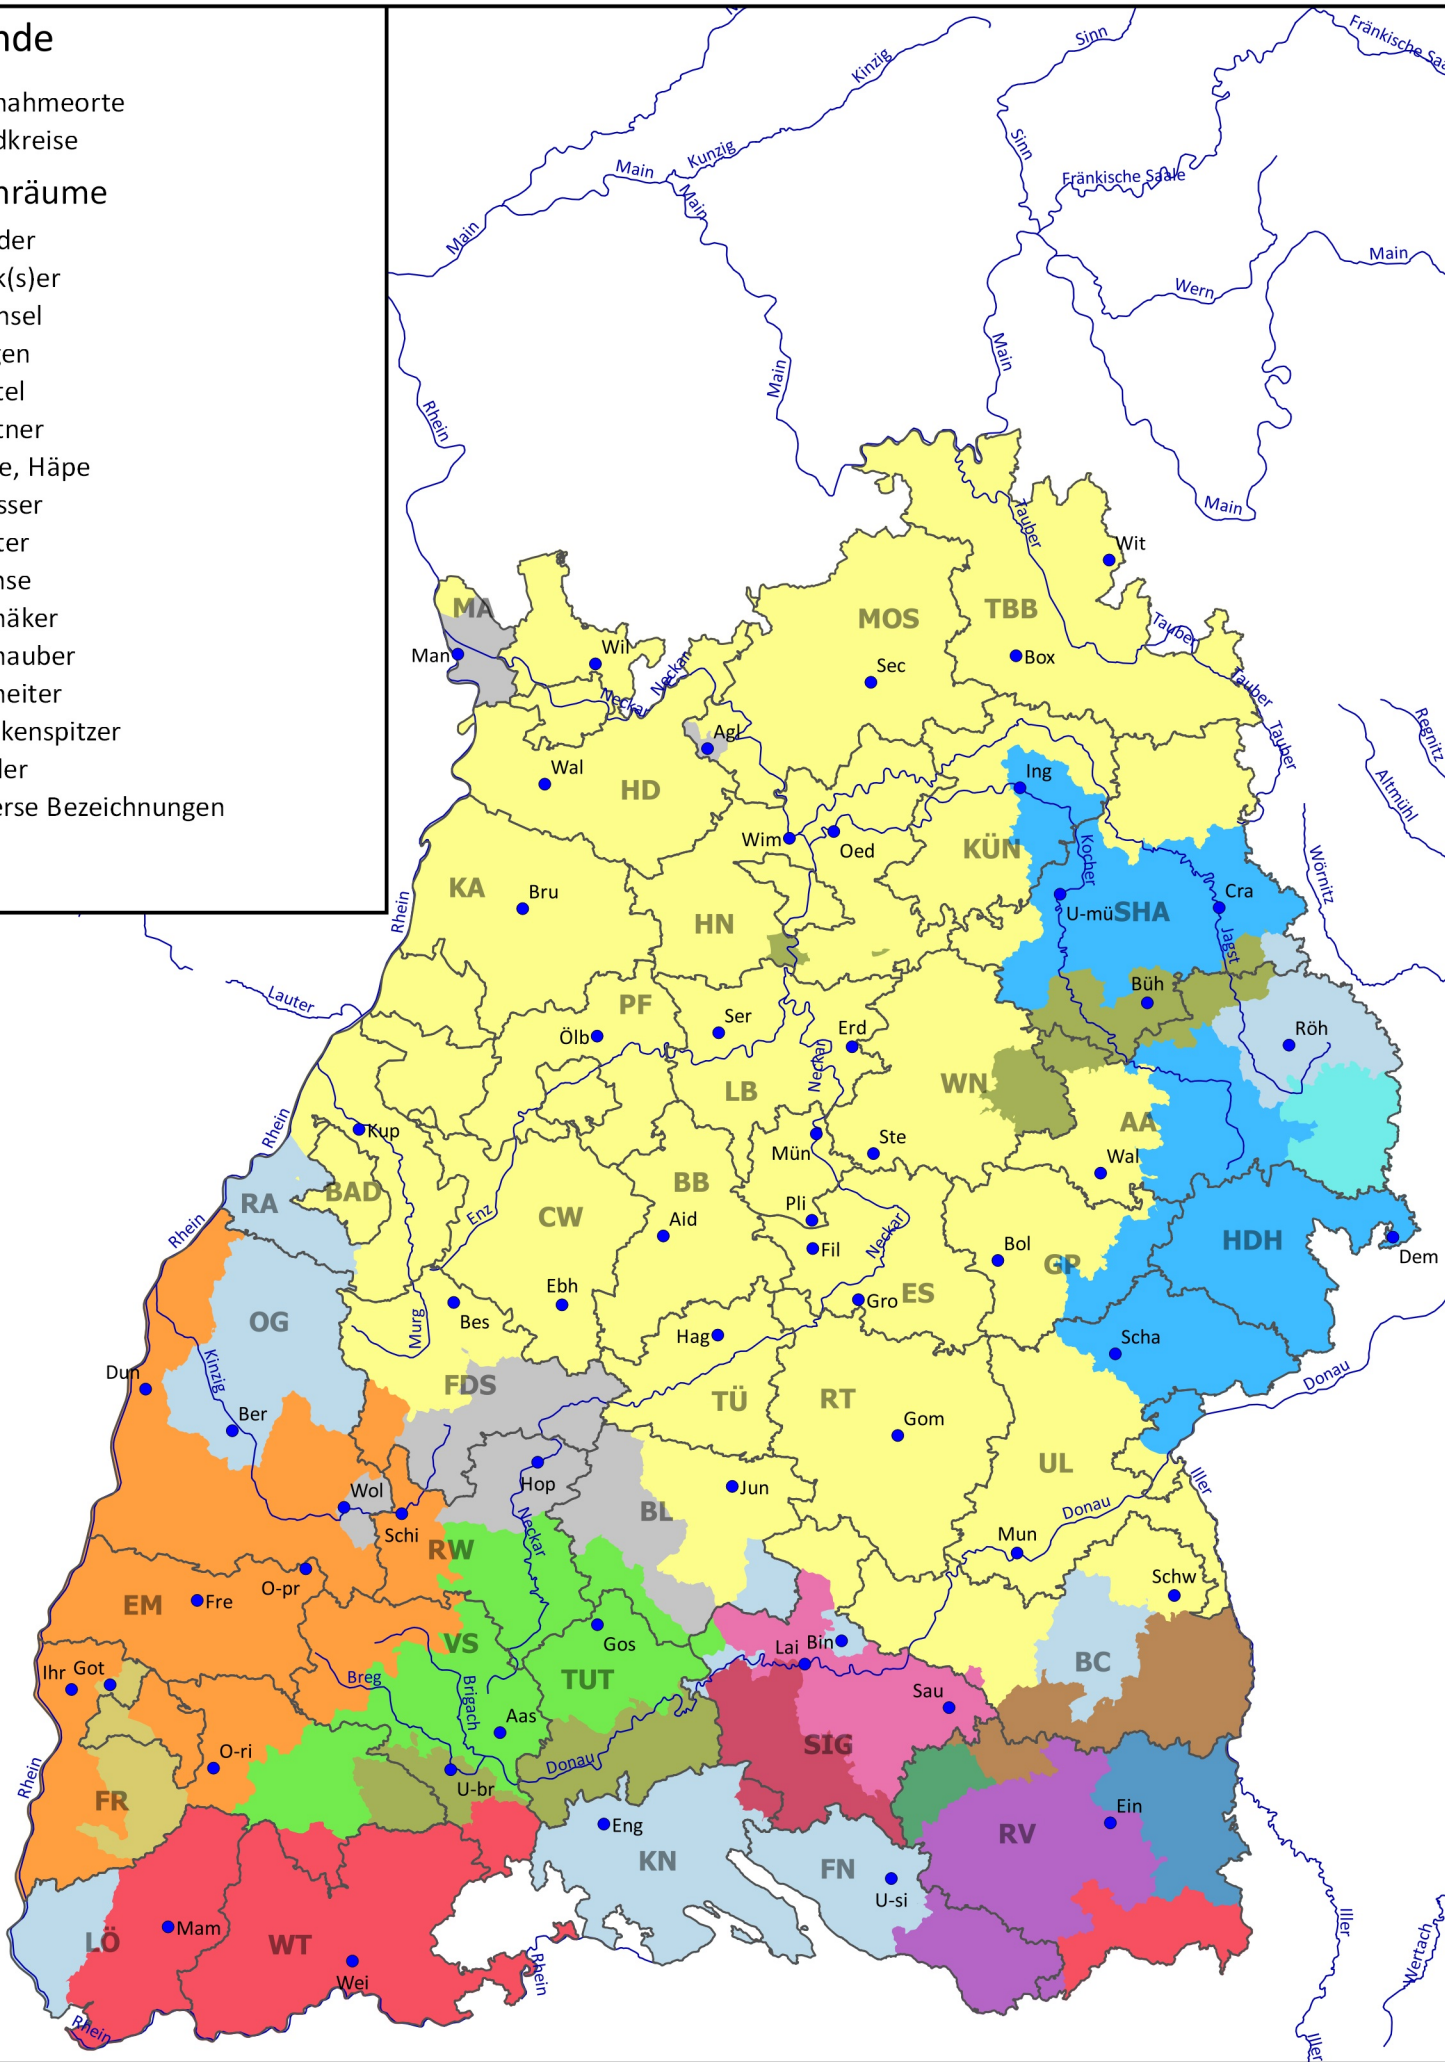 nde
nahmeorte
dkreise
nräume
der
k(s)er
nsel
gen
tel
tner
e, Häpe
sser
ter
nse
näker
nauber
neiter
kenspitzer
ler
erse Bezeichnungen
Kinzig
Sinn
Fränkische Saa
Main
Kunzig
Sinn
Fränkische Saale
Main
Main
Main
Wern
Main
Main
Rhein
Main
Tauber
Wit
MA
MOS
TBB
Man
Wil
Tauber
Neckar
Sec
Box
Neckar
Tauber
Regnitz
Agl
Tauber
Wal
HD
Ing
Altmühl
Wim
Oed
KÜN
Kocher
Wörnitz
KA
Bru
Rhein
HN
U-mü
SHA
Cra
Jagst
Lauter
PF
Büh
Ölb
Ser
Erd
Röh
Neckar
LB
WN
AA
Rhein
Kup
Mün
Ste
Wal
RA
BAD
BB
Rhein
Enz
CW
Aid
Pli
Neckar
Fil
Bol
GP
HDH
Dem
OG
Murg
Bes
Ebh
Gro
ES
Hag
Scha
Kinzig
Dun
FDS
TÜ
RT
Donau
Ber
Gom
UL
Wol
Hop
BL
Jun
Iller
Schi
Neckar
Donau
RW
Mun
O-pr
Schw
EM
Fre
VS
Gos
Lai
Bin
Ihr
Got
Breg
TUT
BC
Brigach
Sau
Aas
SIG
O-ri
Donau
Rhein
U-br
FR
Eng
Ein
RV
KN
FN
U-si
LÖ
Mam
WT
Iller
Wertach
Wei
Rhein
Rhein
Iller